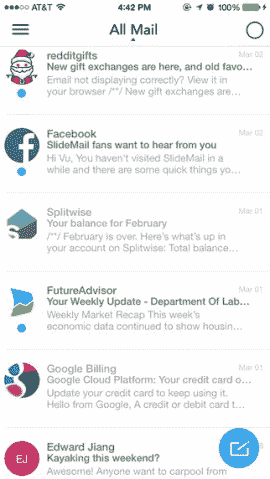 AT&T 4:42 PM 100%
All Mail
redditgifts Mar 02
New gift exchanges are here, and old favo...
Email not displaying correctly? View it in
your browser /**/ New gift exchanges are...
Facebook Mar 02
SlideMail fans want to hear from you
Hi Vu, You haven't visited SlideMail in a
while and there are some quick things yo...
Splitwise Mar 01
Your balance for February
/**/ February is over. Here's what's up in
your account on Splitwise: Total balance...
FutureAdvisor Mar 01
Your Weekly Update - Department Of Lab...
Weekly Market Recap This week's
economic data continued to show housin...
Google Billing Mar 01
Google Cloud Platform: Your credit card o...
Update your credit card to keep using it.
Hello from Google, A credit or debit card t...
EJ
Edward Jiang
Kayaking this weekend?
Awesome! Anyone want to carpool from